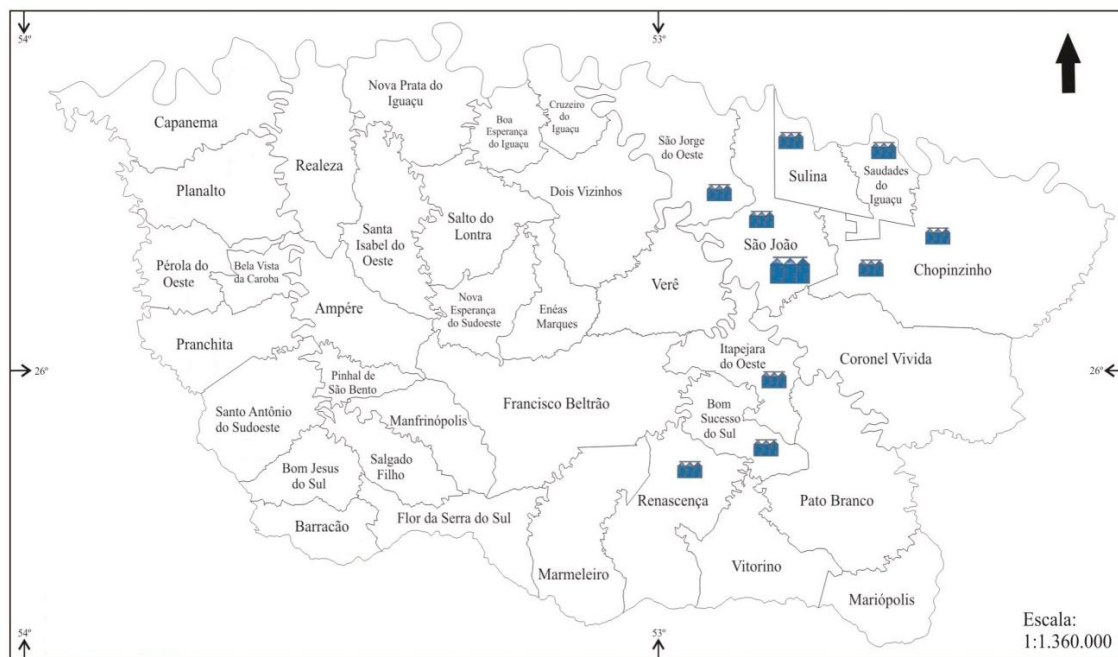 54º
53º
Nova Prata do
Iguaçu
Cruzeiro
do
Iguaçu
Boa
Esperança
do Iguaçu
Capanema
São Jorge
do Oeste
Realeza
Sulina
Saudades
do
Iguaçu
Planalto
Dois Vizinhos
Salto do
Lontra
Santa
Isabel do
Oeste
São João
Pérola do
Oeste
Bela Vista
da Caroba
Chopinzinho
Verê
Nova
Esperança
do Sudoeste
Enéas
Marques
Ampére
Pranchita
Itapejara
do Oeste
Coronel Vivida
26º
26º
Pinhal de
São Bento
Francisco Beltrão
Bom
Sucesso
do Sul
Santo Antônio
do Sudoeste
Manfrinópolis
Salgado
Filho
Bom Jesus
do Sul
Renascença
Pato Branco
Barracão
Flor da Serra do Sul
Marmeleiro
Vitorino
Mariópolis
Escala:
1:1.360.000
54º
53º